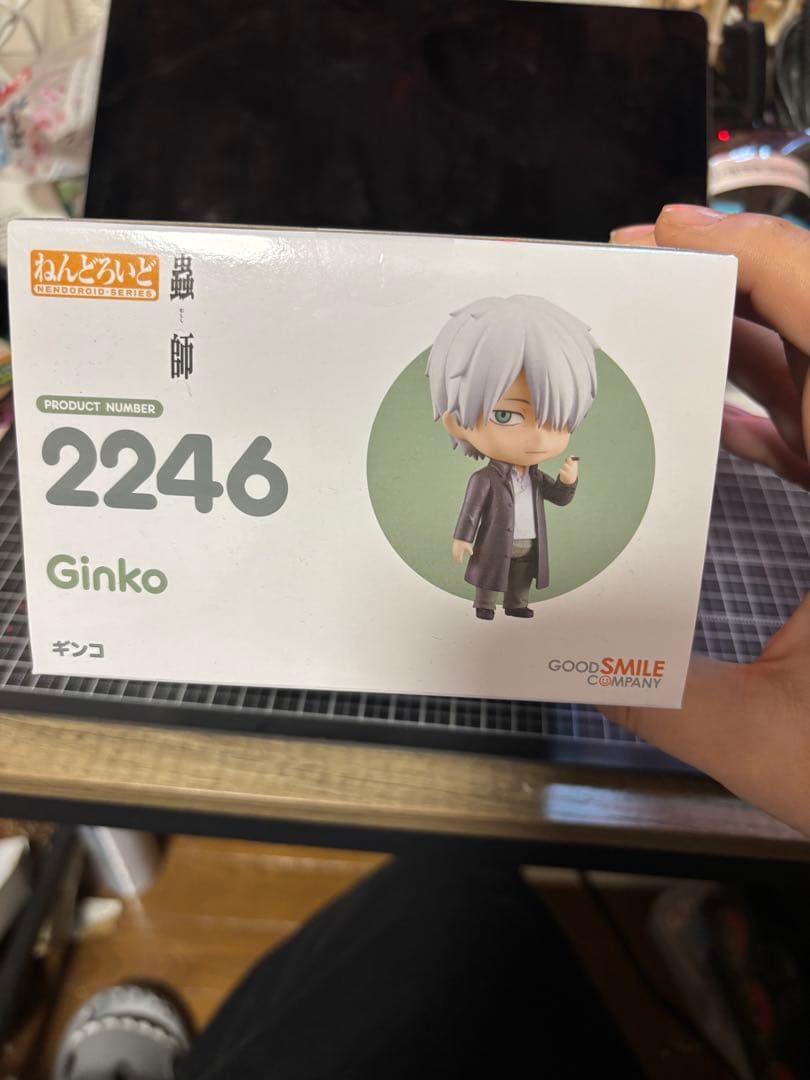 ねんどろいど
NENDOROID·SERIES
蟲師
PRODUCT NUMBER
2246
Ginko
ギンコ
GOOD SMILE
COMPANY